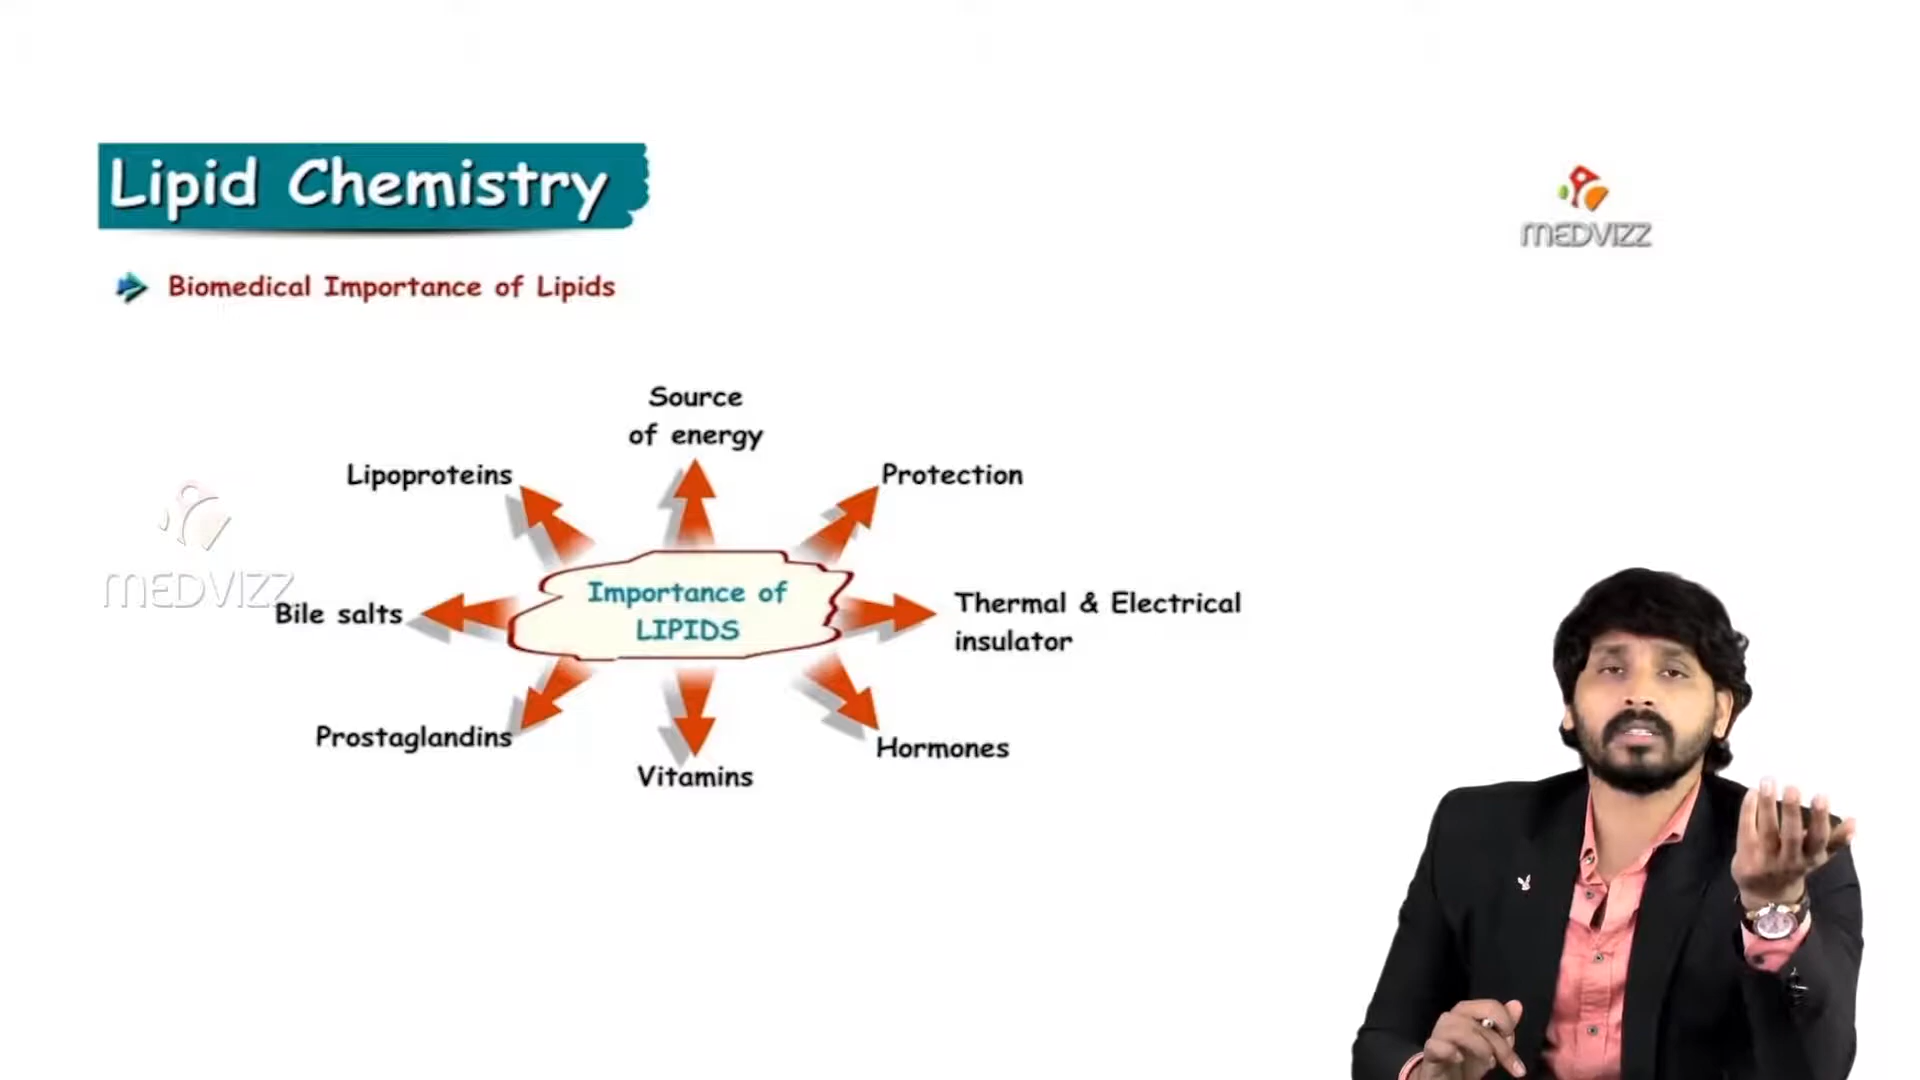 Lipid Chemistry
MEDVIZZ
Biomedical Importance of Lipids
Source
of energy
Lipoproteins
Protection
MEDVIZZ
Importance of
LIPIDS
Thermal & Electrical
insulator
Bile salts
Prostaglandins
Hormones
Vitamins